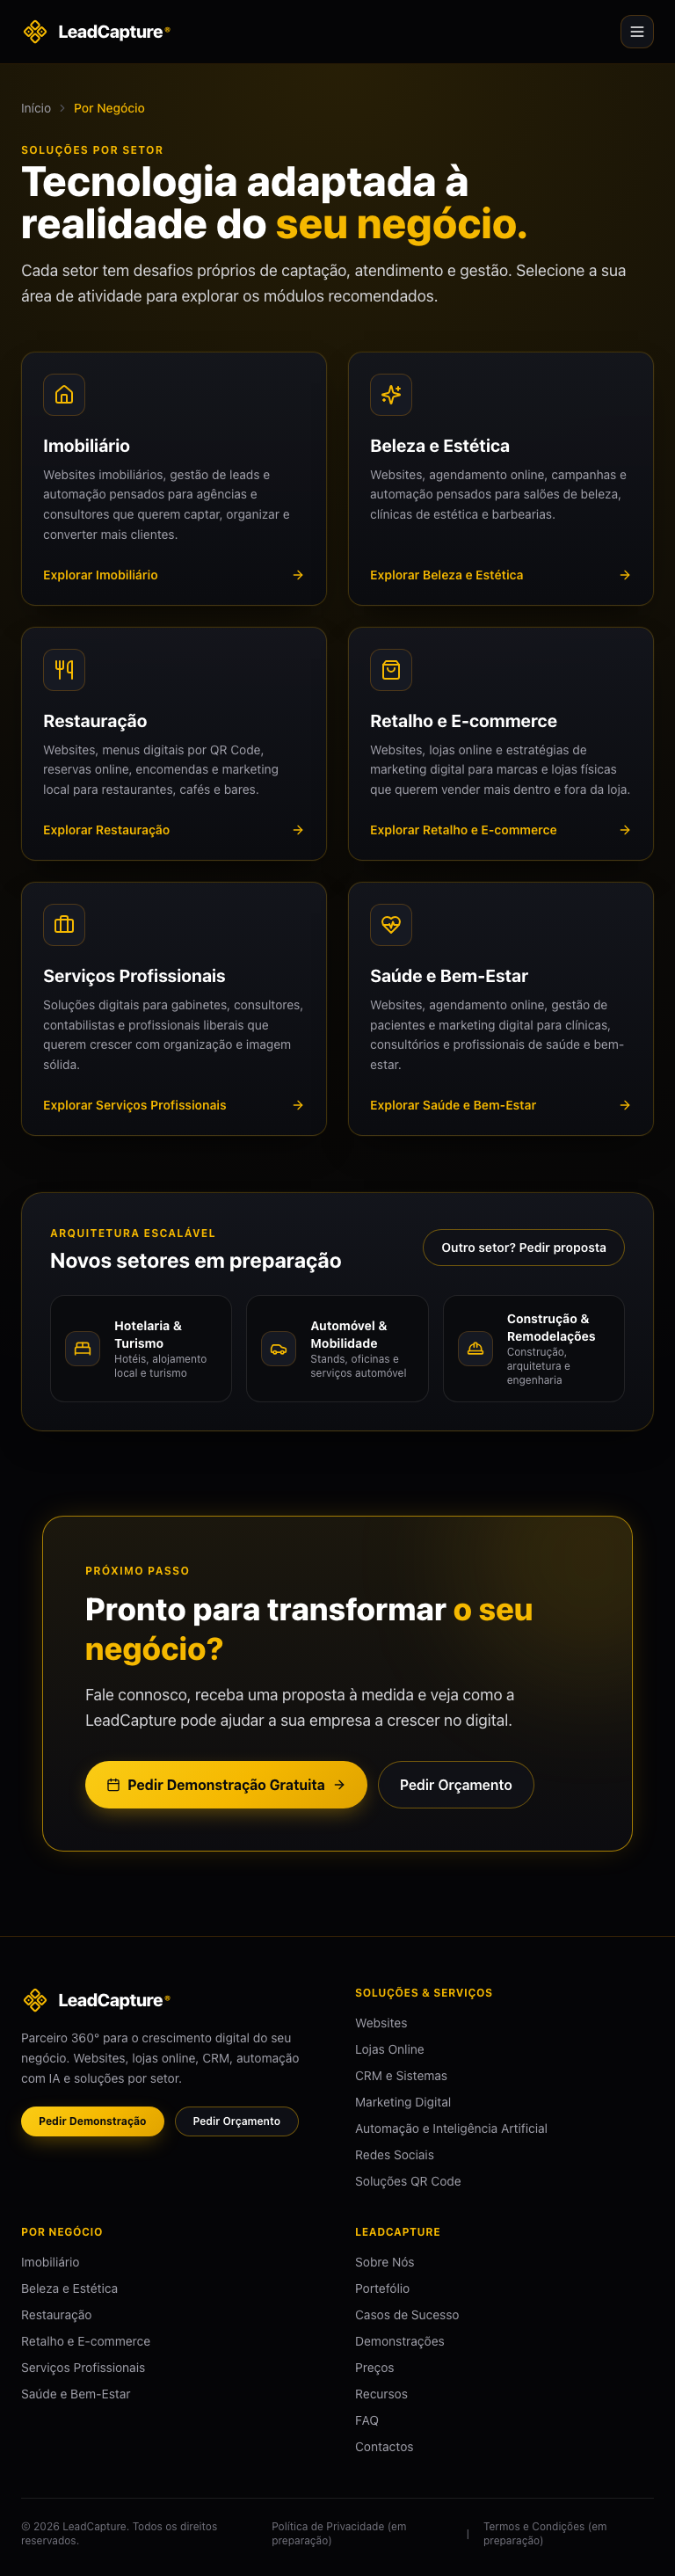 LeadCapture®
Início > Por Negócio
SOLUÇÕES POR SETOR
Tecnologia adaptada à
realidade do seu negócio.
Cada setor tem desafios próprios de captação, atendimento e gestão. Selecione a sua
área de atividade para explorar os módulos recomendados.
Imobiliário
Websites imobiliários, gestão de leads e
automação pensados para agências e
consultores que querem captar, organizar e
converter mais clientes.
Explorar Imobiliário
Beleza e Estética
Websites, agendamento online, campanhas e
automação pensados para salões de beleza,
clínicas de estética e barbearias.
Explorar Beleza e Estética
Restauração
Websites, menus digitais por QR Code,
reservas online, encomendas e marketing
local para restaurantes, cafés e bares.
Explorar Restauração
Retalho e E-commerce
Websites, lojas online e estratégias de
marketing digital para marcas e lojas físicas
que querem vender mais dentro e fora da loja.
Explorar Retalho e E-commerce
Serviços Profissionais
Soluções digitais para gabinetes, consultores,
contabilistas e profissionais liberais que
querem crescer com organização e imagem
sólida.
Explorar Serviços Profissionais
Saúde e Bem-Estar
Websites, agendamento online, gestão de
pacientes e marketing digital para clínicas,
consultórios e profissionais de saúde e bem-
estar.
Explorar Saúde e Bem-Estar
ARQUITETURA ESCALÁVEL
Novos setores em preparação
Outro setor? Pedir proposta
Hotelaria &
Turismo
Hotéis, alojamento
local e turismo
Automóvel &
Mobilidade
Stands, oficinas e
serviços automóvel
Construção &
Remodelações
Construção,
arquitetura e
engenharia
PRÓXIMO PASSO
Pronto para transformar o seu
negócio?
Fale connosco, receba uma proposta à medida e veja como a
LeadCapture pode ajudar a sua empresa a crescer no digital.
Pedir Demonstração Gratuita
Pedir Orçamento
LeadCapture®
Parceiro 360° para o crescimento digital do seu
negócio. Websites, lojas online, CRM, automação
com IA e soluções por setor.
Pedir Demonstração
Pedir Orçamento
SOLUÇÕES & SERVIÇOS
Websites
Lojas Online
CRM e Sistemas
Marketing Digital
Automação e Inteligência Artificial
Redes Sociais
Soluções QR Code
POR NEGÓCIO
Imobiliário
Beleza e Estética
Restauração
Retalho e E-commerce
Serviços Profissionais
Saúde e Bem-Estar
LEADCAPTURE
Sobre Nós
Portefólio
Casos de Sucesso
Demonstrações
Preços
Recursos
FAQ
Contactos
© 2026 LeadCapture. Todos os direitos
reservados.
Política de Privacidade (em
preparação)
|
Termos e Condições (em
preparação)